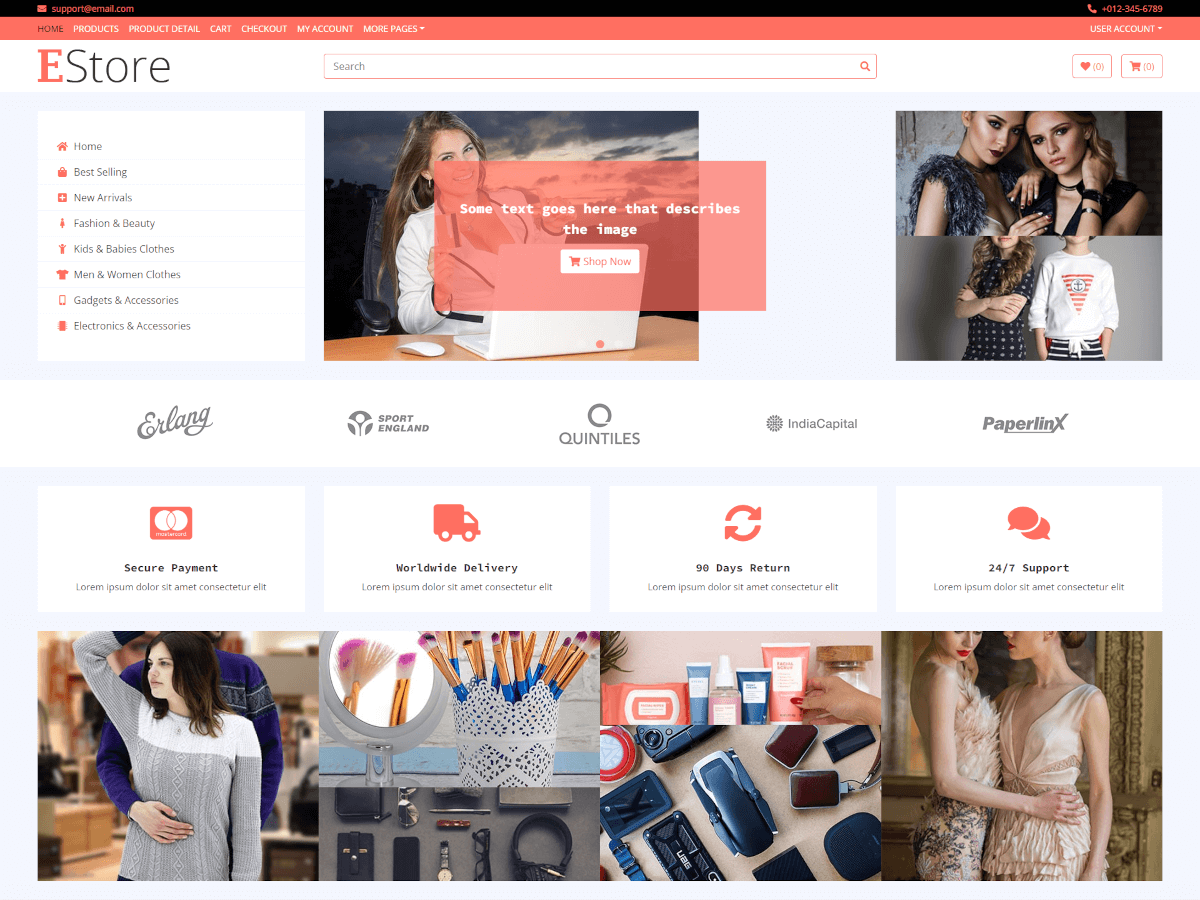 support@email.com
+012-345-6789
HOME PRODUCTS PRODUCT DETAIL CART CHECKOUT MY ACCOUNT MORE PAGES
USER ACCOUNT
EStore
Search
(0)
(0)
Home
Best Selling
New Arrivals
Fashion & Beauty
Kids & Babies Clothes
Men & Women Clothes
Gadgets & Accessories
Electronics & Accessories
Some text goes here that describes
the image
Shop Now
Erlang
SPORT
ENGLAND
QUINTILES
IndiaCapital
PaperlinX
mastercard
Secure Payment
Lorem ipsum dolor sit amet consectetur elit
Worldwide Delivery
Lorem ipsum dolor sit amet consectetur elit
90 Days Return
Lorem ipsum dolor sit amet consectetur elit
24/7 Support
Lorem ipsum dolor sit amet consectetur elit
UAG